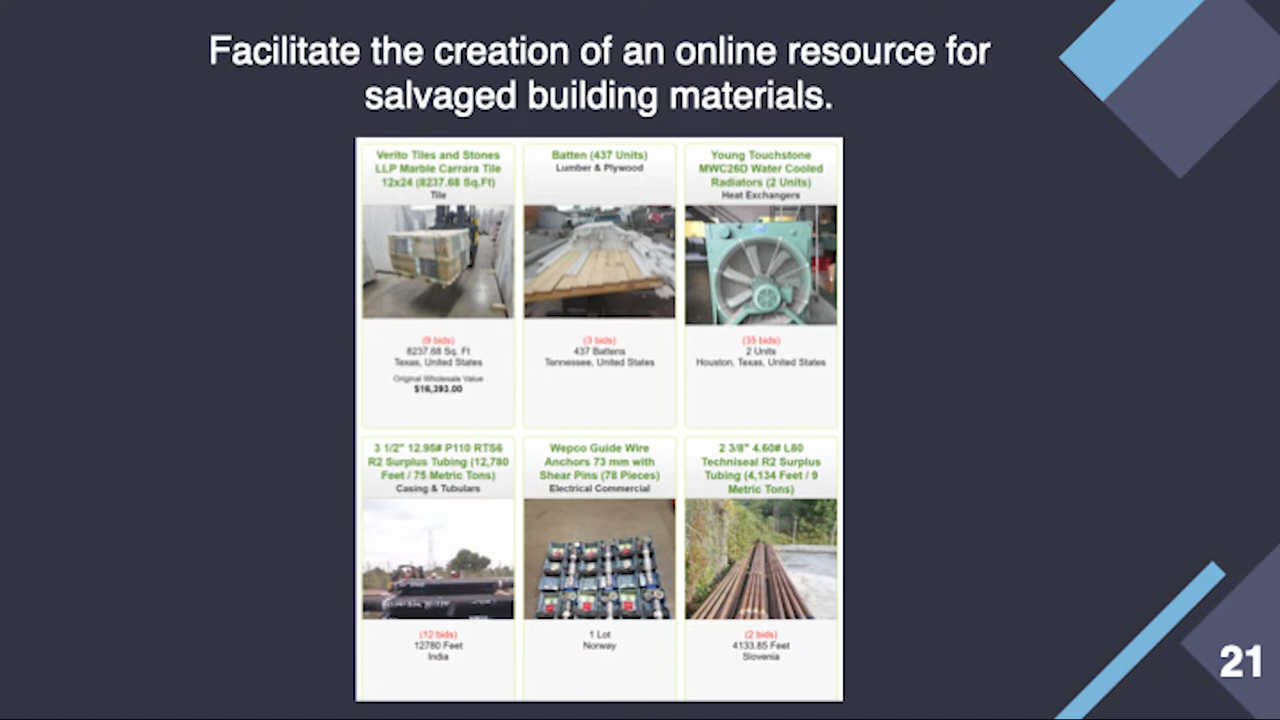 Facilitate the creation of an online resource for
salvaged building materials.
Verito Tiles and Stones
LLP Marble Carrara Tile
12x24 (8237.68 Sq.Ft)
Tile
(9 bids)
8237.68 Sq. Ft
Texas, United States
Original Wholesale Value
$16,393.00
Batten (437 Units)
Lumber & Plywood
(3 bids)
437 Battens
Tennessee, United States
Young Touchstone
MWC26D Water Cooled
Radiators (2 Units)
Heat Exchangers
(35 bids)
2 Units
Houston, Texas, United States
3 1/2" 12.95# P110 RTS6
R2 Surplus Tubing (12,780
Feet / 75 Metric Tons)
Casing & Tubulars
(12 bids)
12780 Feet
India
Wepco Guide Wire
Anchors 73 mm with
Shear Pins (78 Pieces)
Electrical Commercial
1 Lot
Norway
2 3/8" 4.60# L80
Techniseal R2 Surplus
Tubing (4,134 Feet / 9
Metric Tons)
(2 bids)
4133.85 Feet
Slovenia
21